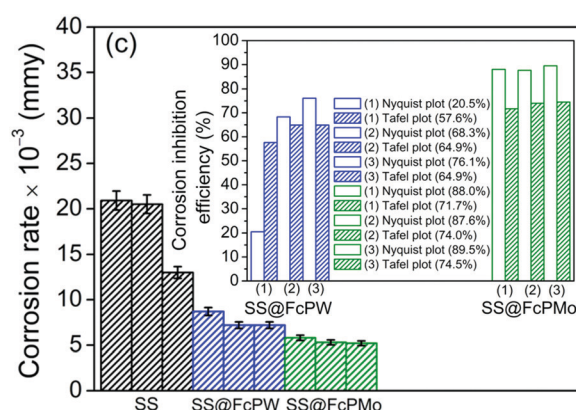 (c)
Corrosion rate × 10⁻³ (mmy)
40
35
30
25
20
15
10
5
0
SS
SS@FcPW
SS@FcPMo
Corrosion inhibition
efficiency (%)
100
90
80
70
60
50
40
30
20
10
0
(1) Nyquist plot (20.5%)
(1) Tafel plot (57.6%)
(2) Nyquist plot (68.3%)
(2) Tafel plot (64.9%)
(3) Nyquist plot (76.1%)
(3) Tafel plot (64.9%)
(1) Nyquist plot (88.0%)
(1) Tafel plot (71.7%)
(2) Nyquist plot (87.6%)
(2) Tafel plot (74.0%)
(3) Nyquist plot (89.5%)
(3) Tafel plot (74.5%)
(1) (2) (3)
SS@FcPW
(1) (2) (3)
SS@FcPMo